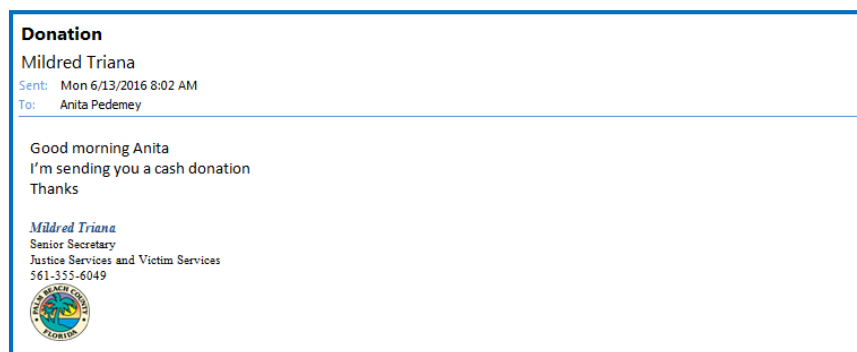 Donation
Mildred Triana
Sent: Mon 6/13/2016 8:02 AM
To: Anita Pedemey
Good morning Anita
I'm sending you a cash donation
Thanks
Mildred Triana
Senior Secretary
Justice Services and Victim Services
561-355-6049
PALM BEACH COUNTY
FLORIDA